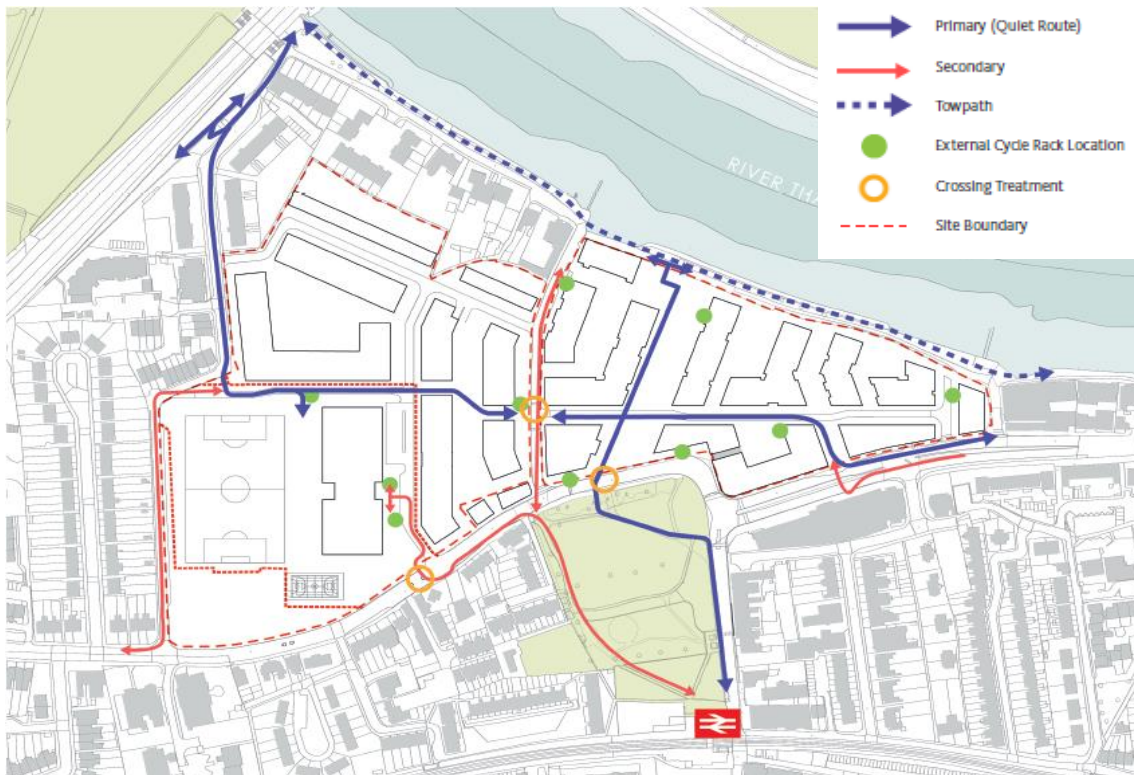 Primary (Quiet Route)
Secondary
Towpath
External Cycle Rack Location
Crossing Treatment
Site Boundary
RIVER THA